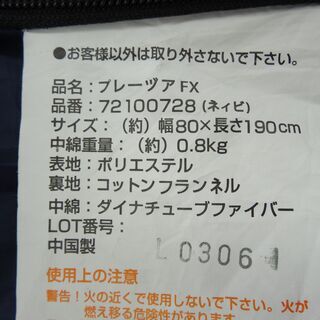 ●お客様以外は取り外さないで下さい。
品名：プレーヅア FX
品番：72100728（ネィビ）
サイズ：（約）幅80×長さ190cm
中綿重量：（約）0.8kg
表地：ポリエステル
裏地：コットンフランネル
中綿：ダイナチューブファイバー
LOT番号：
中国製
L0306
使用上の注意
警告！火の近くで使用しないで下さい。火が
燃え移る危険性があります